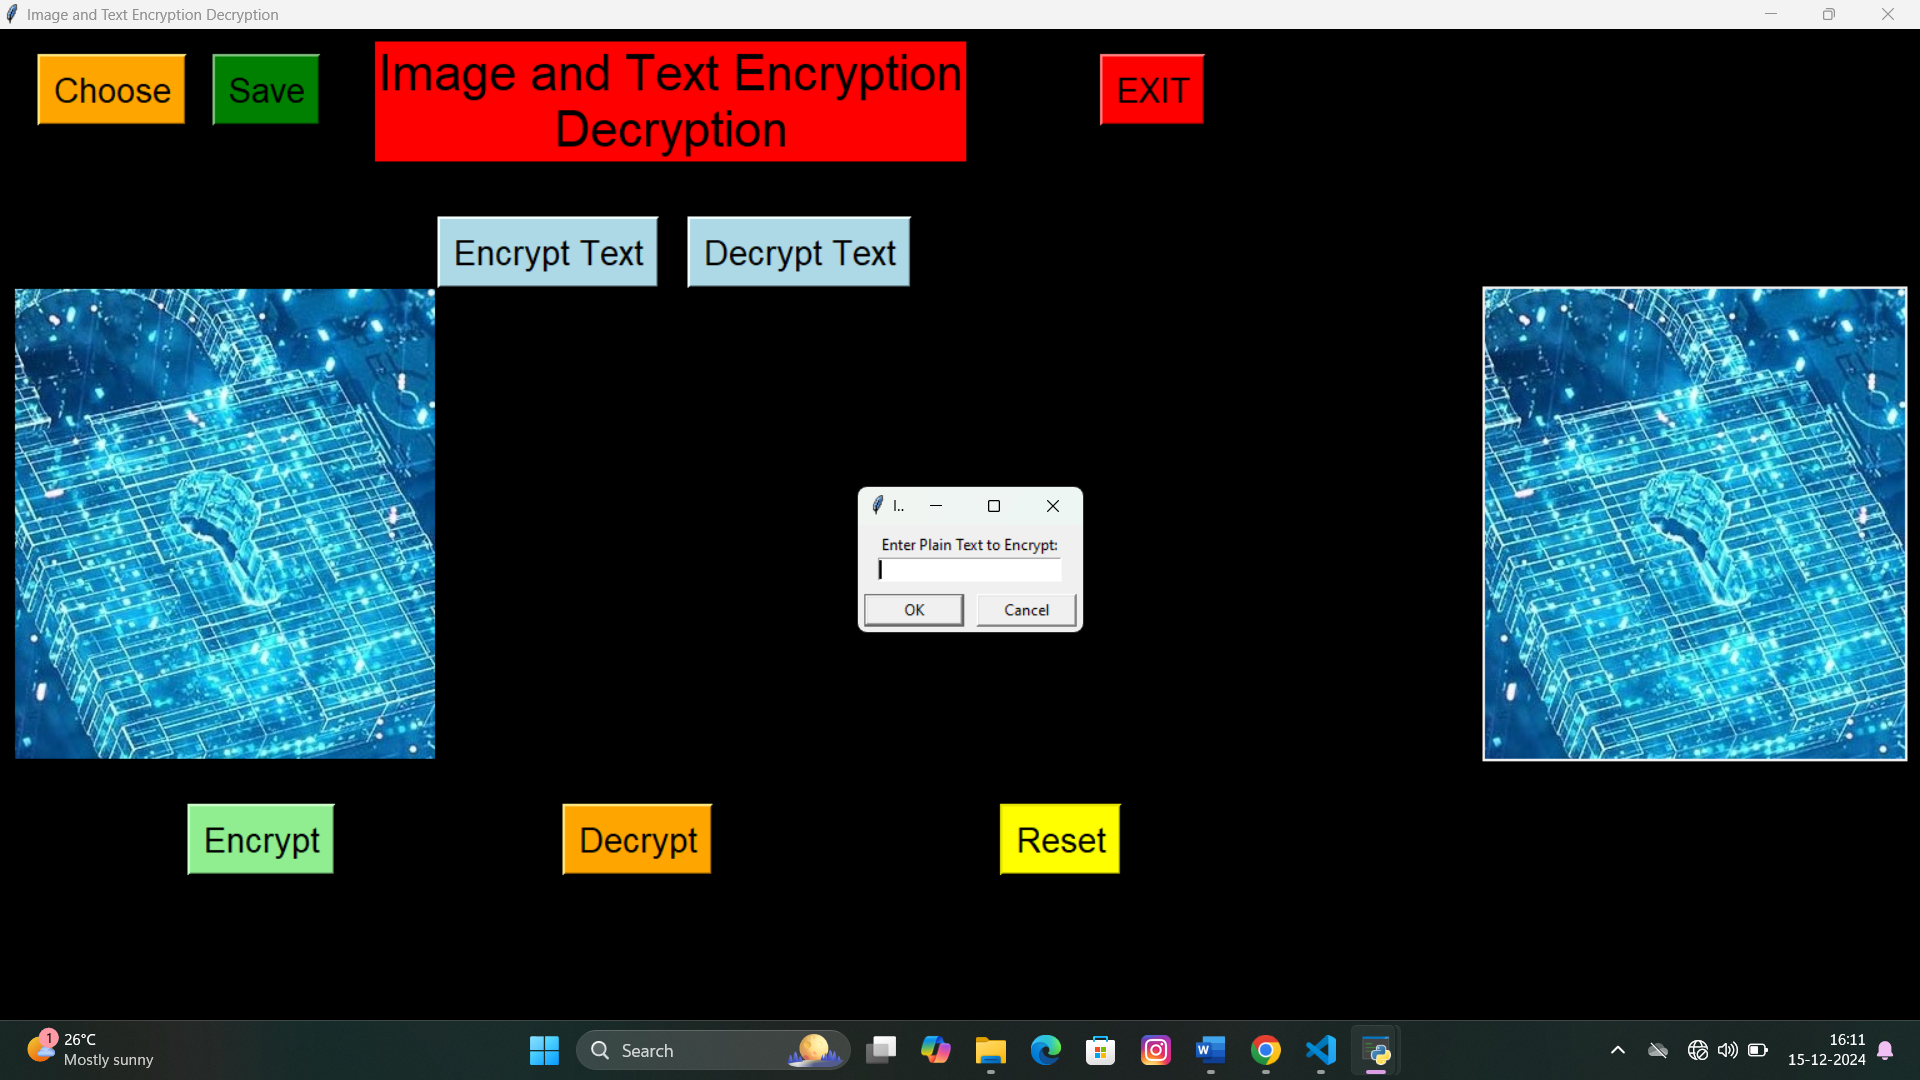 Image and Text Encryption Decryption
Choose
Save
Image and Text Encryption
Decryption
EXIT
Encrypt Text
Decrypt Text
I..
Enter Plain Text to Encrypt:
OK
Cancel
Encrypt
Decrypt
Reset
1
26°C
Mostly sunny
Search
16:11
15-12-2024